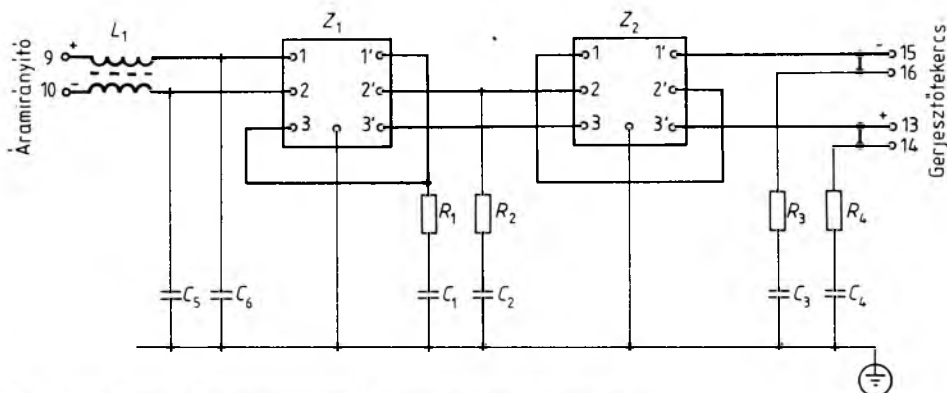 L₁
Z₁
Z₂
Áramirányító
9 +
10 -
1 1'
2 2'
3 3'
1 1'
2 2'
3 3'
- 15
16
+ 13
14
Gerjesztőtekercs
R₁
R₂
R₃
R₄
C₅
C₆
C₁
C₂
C₃
C₄